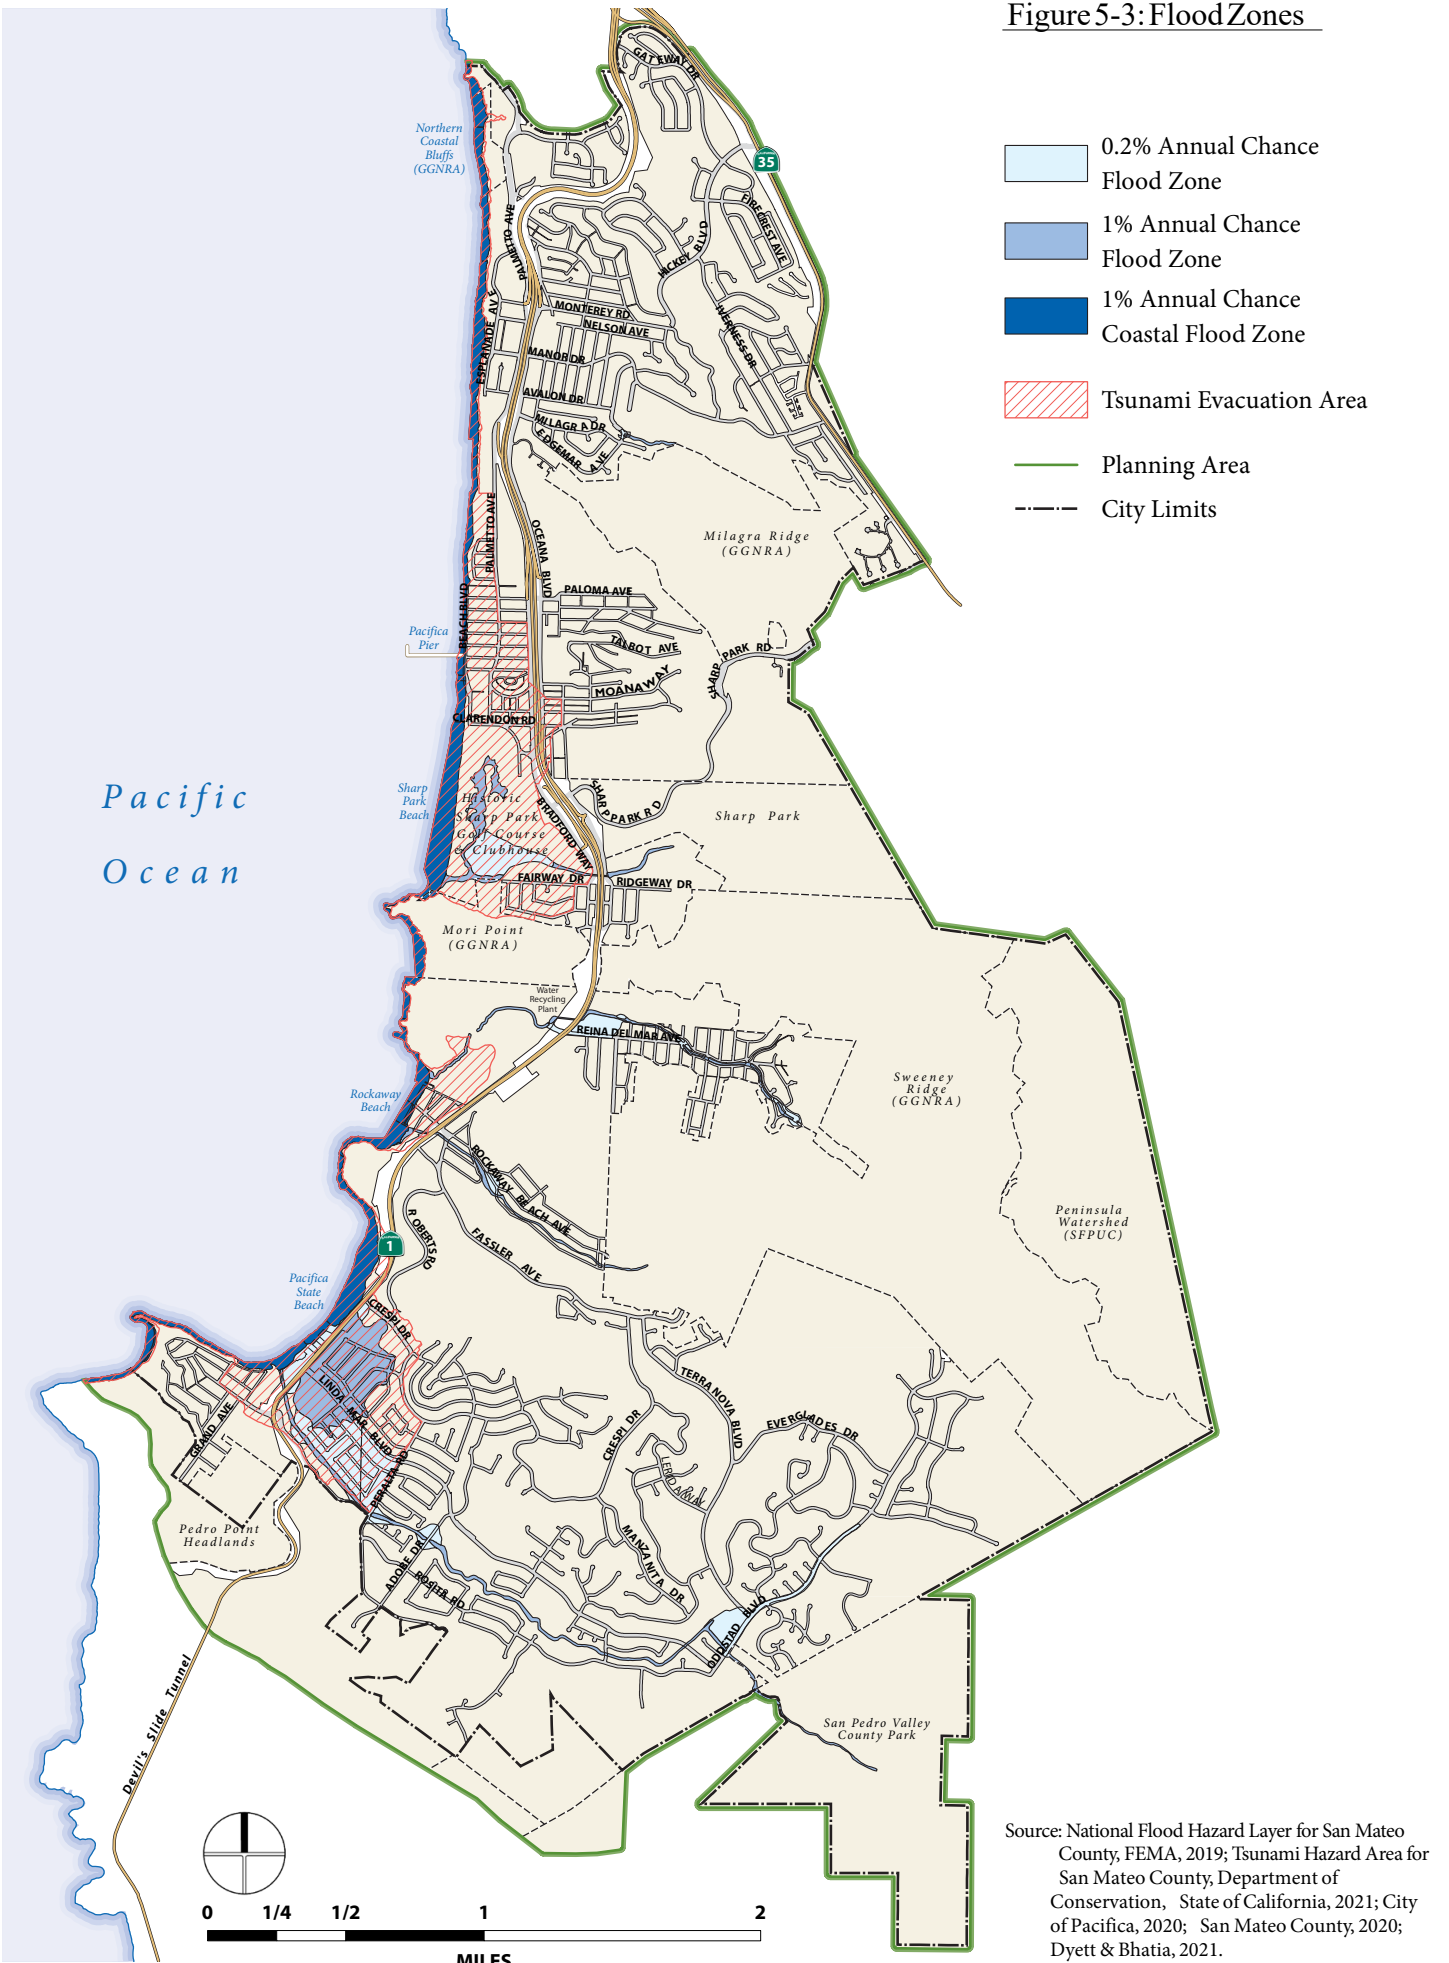 Figure 5-3: Flood Zones
0.2% Annual Chance
Flood Zone
1% Annual Chance
Flood Zone
1% Annual Chance
Coastal Flood Zone
Tsunami Evacuation Area
Planning Area
City Limits
GATEWAY DR
35
Northern
Coastal
Bluffs
(GGNRA)
PALMETTO AVE
FIRECREST AVE
HICKEY BLVD
ESPLANADE AVE
MONTEREY RD
NELSON AVE
INVERNESS DR
MANOR DR
AVALON DR
MILAGRA DR
EDGEMAR AVE
PALMETTO AVE
OCEANA BLVD
Milagra Ridge
(GGNRA)
BEACH BLVD
PALOMA AVE
Pacifica
Pier
TALBOT AVE
SHARP PARK RD
MOANA WAY
CLARENDON RD
Pacific
Ocean
Sharp
Park
Beach
Historic
Sharp Park
Golf Course
& Clubhouse
BRADFORD WAY
SHARP PARK RD
Sharp Park
FAIRWAY DR
RIDGEWAY DR
Mori Point
(GGNRA)
Water
Recycling
Plant
REINA DEL MAR AVE
Sweeney
Ridge
(GGNRA)
Rockaway
Beach
ROCKAWAY BEACH AVE
Peninsula
Watershed
(SFPUC)
ROBERTS RD
FASSLER AVE
1
Pacifica
State
Beach
CRESPI DR
LINDA MAR BLVD
TERRA NOVA BLVD
GRAND AVE
CRESPI DR
EVERGLADES DR
PERALTA RD
LERIDA WAY
Pedro Point
Headlands
MANZANITA DR
ADOBE DR
ROSITA RD
ODDSTAD BLVD
Devil's Slide Tunnel
San Pedro Valley
County Park
0 1/4 1/2 1 2
MILES
Source: National Flood Hazard Layer for San Mateo
County, FEMA, 2019; Tsunami Hazard Area for
San Mateo County, Department of
Conservation, State of California, 2021; City
of Pacifica, 2020; San Mateo County, 2020;
Dyett & Bhatia, 2021.